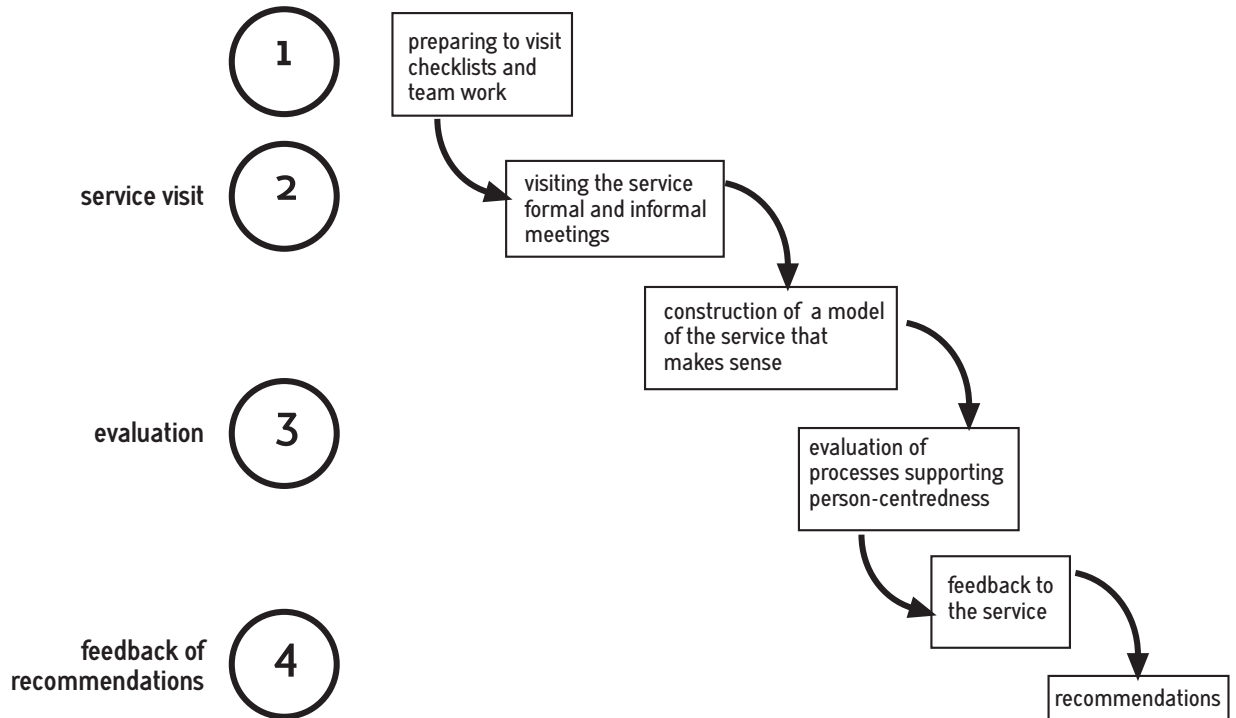 1
preparing to visit
checklists and
team work
service visit
2
visiting the service
formal and informal
meetings
construction of a model
of the service that
makes sense
evaluation
3
evaluation of
processes supporting
person-centredness
feedback to
the service
feedback of
recommendations
4
recommendations